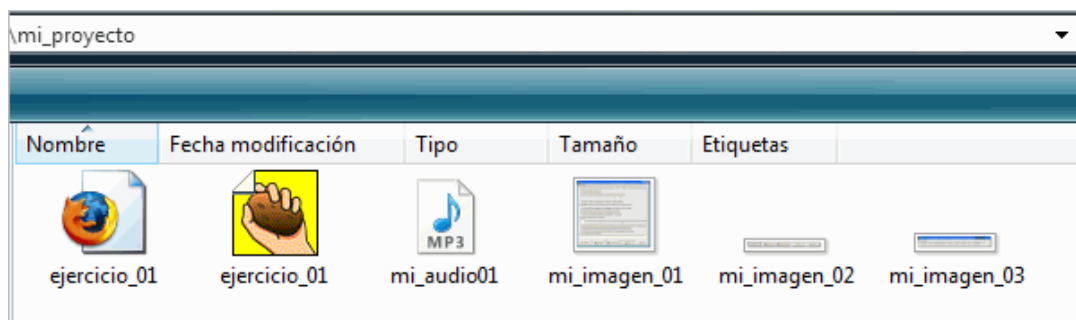 \mi_proyecto
Nombre Fecha modificación Tipo Tamaño Etiquetas
MP3
ejercicio_01 ejercicio_01 mi_audio01 mi_imagen_01 mi_imagen_02 mi_imagen_03